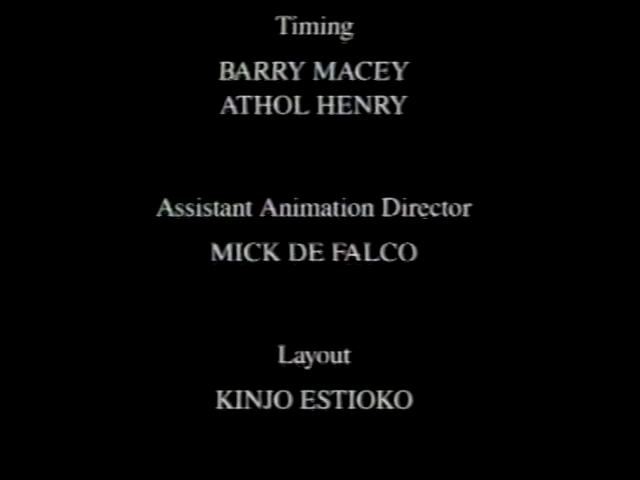 Timing
BARRY MACEY
ATHOL HENRY
Assistant Animation Director
MICK DE FALCO
Layout
KINJO ESTIOKO